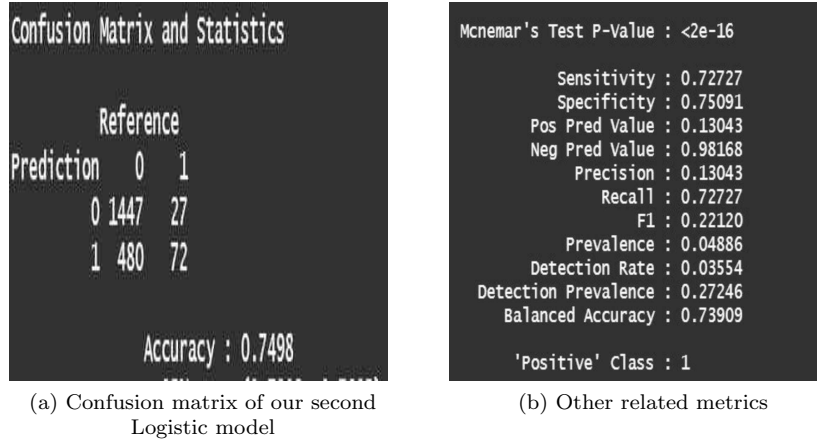 Confusion Matrix and Statistics
Reference
Prediction 0 1
0 1447 27
1 480 72
Accuracy : 0.7498
(a) Confusion matrix of our second
Logistic model
Mcnemar's Test P-Value : <2e-16
Sensitivity : 0.72727
Specificity : 0.75091
Pos Pred Value : 0.13043
Neg Pred Value : 0.98168
Precision : 0.13043
Recall : 0.72727
F1 : 0.22120
Prevalence : 0.04886
Detection Rate : 0.03554
Detection Prevalence : 0.27246
Balanced Accuracy : 0.73909
'Positive' Class : 1
(b) Other related metrics